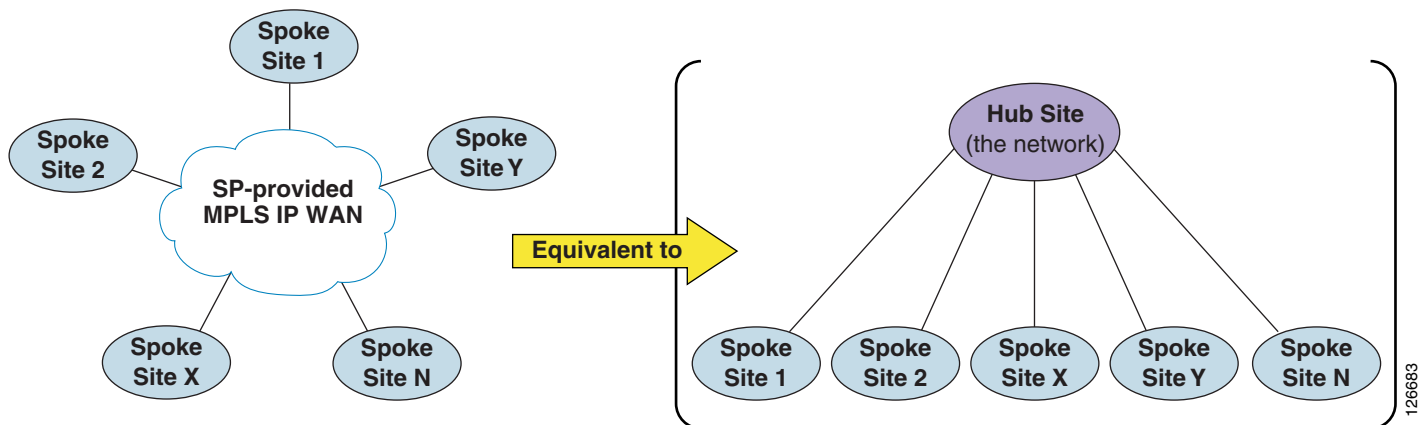 Spoke
Site 1
Spoke
Site 2
Spoke
Site Y
SP-provided
MPLS IP WAN
Spoke
Site X
Spoke
Site N
Equivalent to
Hub Site
(the network)
Spoke
Site 1
Spoke
Site 2
Spoke
Site X
Spoke
Site Y
Spoke
Site N
126683